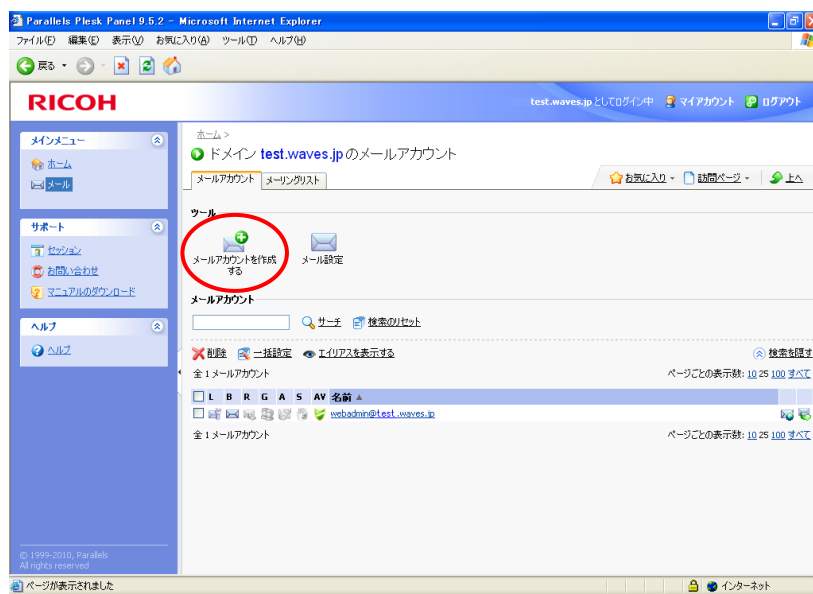 Parallels Plesk Panel 9.5.2 - Microsoft Internet Explorer
ファイル(F) 編集(E) 表示(V) お気に入り(A) ツール(T) ヘルプ(H)
戻る
RICOH
test.waves.jp としてログイン中 マイアカウント ログアウト
メインメニュー
ホーム
メール
サポート
セッション
お問い合わせ
マニュアルのダウンロード
ヘルプ
ヘルプ
© 1999-2010, Parallels
All rights reserved
ホーム >
ドメイン test.waves.jp のメールアカウント
メールアカウント メーリングリスト
お気に入り 訪問ページ 上へ
ツール
メールアカウントを作成
する
メール設定
メールアカウント
サーチ 検索のリセット
削除 一括設定 エイリアスを表示する 検索を隠す
全 1 メールアカウント ページごとの表示数: 10 25 100 すべて
L B R G A S AV 名前
webadmin@test.waves.jp
全 1 メールアカウント ページごとの表示数: 10 25 100 すべて
ページが表示されました インターネット